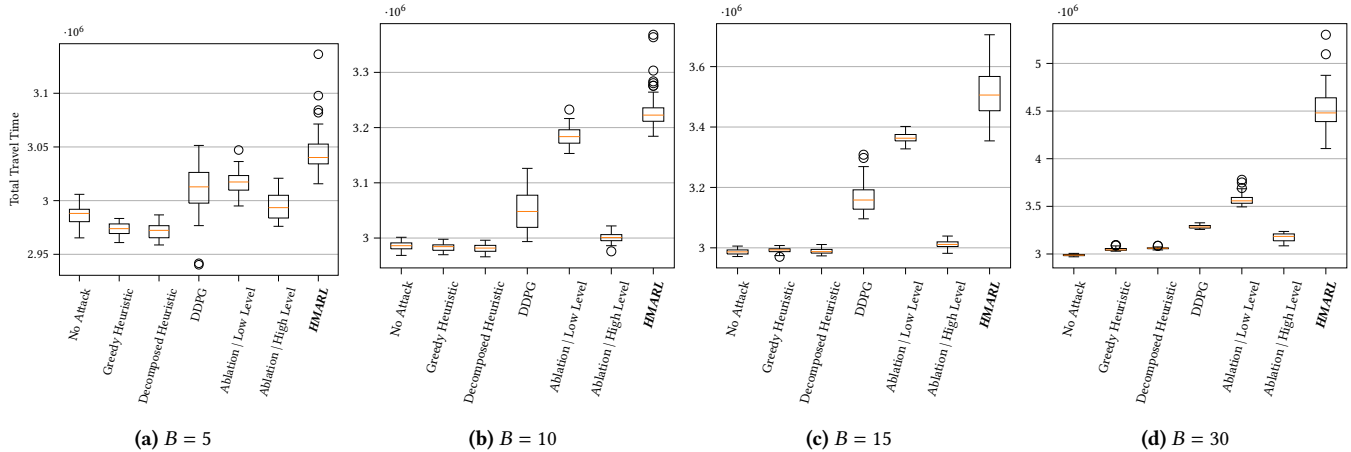 ·10⁶
3.1
3.05
3
2.95
Total Travel Time
No Attack
Greedy Heuristic
Decomposed Heuristic
DDPG
Ablation | Low Level
Ablation | High Level
HMARL
(a) B = 5
·10⁶
3.3
3.2
3.1
3
No Attack
Greedy Heuristic
Decomposed Heuristic
DDPG
Ablation | Low Level
Ablation | High Level
HMARL
(b) B = 10
·10⁶
3.6
3.4
3.2
3
No Attack
Greedy Heuristic
Decomposed Heuristic
DDPG
Ablation | Low Level
Ablation | High Level
HMARL
(c) B = 15
·10⁶
5
4.5
4
3.5
3
No Attack
Greedy Heuristic
Decomposed Heuristic
DDPG
Ablation | Low Level
Ablation | High Level
HMARL
(d) B = 30